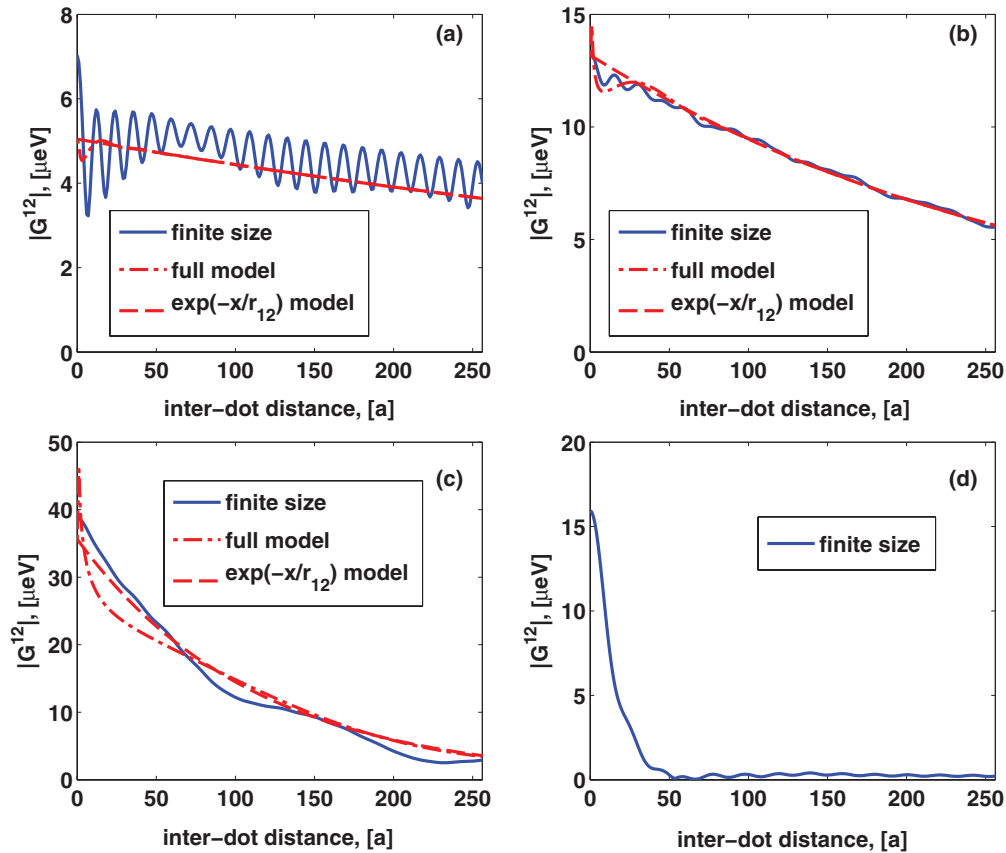 (a)
8
6
4
2
0
|G¹²|, [μeV]
finite size
full model
exp(−x/r₁₂) model
0 50 100 150 200 250
inter−dot distance, [a]
(b)
15
10
5
0
|G¹²|, [μeV]
finite size
full model
exp(−x/r₁₂) model
0 50 100 150 200 250
inter−dot distance, [a]
(c)
50
40
30
20
10
0
|G¹²|, [μeV]
finite size
full model
exp(−x/r₁₂) model
0 50 100 150 200 250
inter−dot distance, [a]
(d)
20
15
10
5
0
|G¹²|, [μeV]
finite size
0 50 100 150 200 250
inter−dot distance, [a]